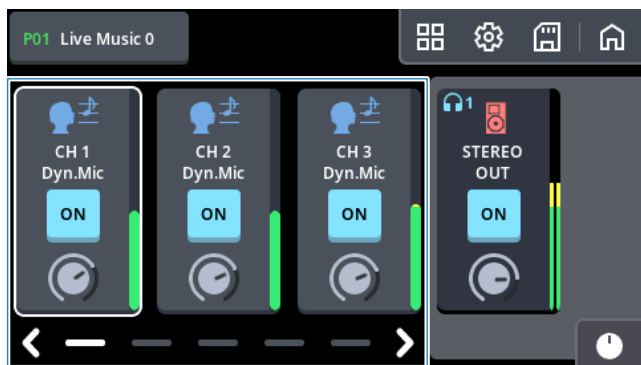 P01 Live Music 0
CH 1
Dyn.Mic
ON
CH 2
Dyn.Mic
ON
CH 3
Dyn.Mic
ON
1
STEREO
OUT
ON